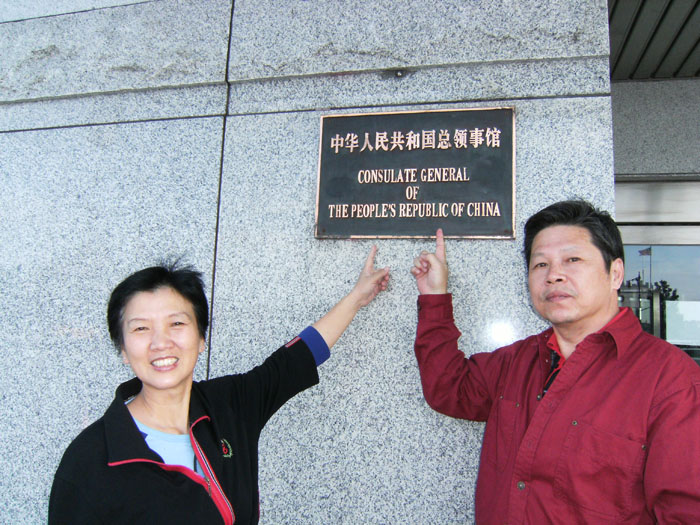 中华人民共和国总领事馆
CONSULATE GENERAL
OF
THE PEOPLE'S REPUBLIC OF CHINA